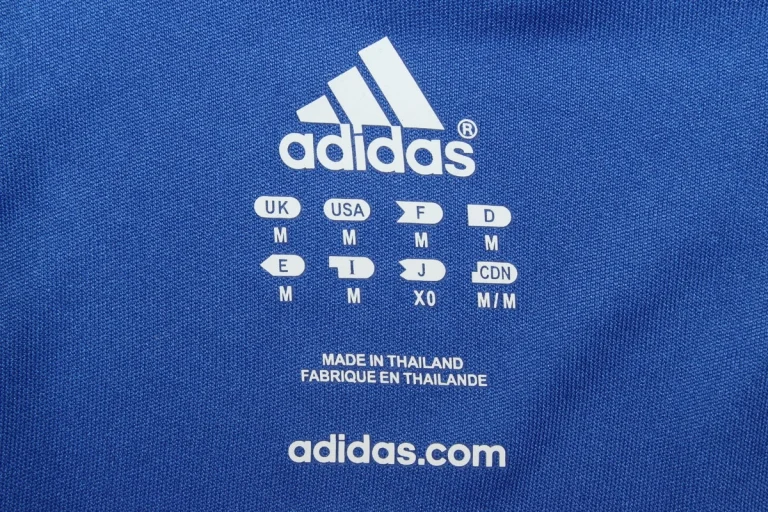 adidas®
UK USA F D
M M M M
E I J CDN
M M XO M/M
MADE IN THAILAND
FABRIQUE EN THAILANDE
adidas.com